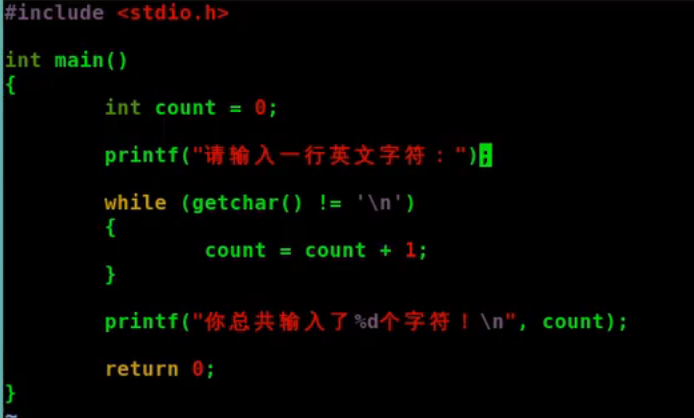 #include <stdio.h>
int main()
{
int count = 0;
printf("请输入一行英文字符：");
while (getchar() != '\n')
{
count = count + 1;
}
printf("你总共输入了%d个字符！\n", count);
return 0;
}
~